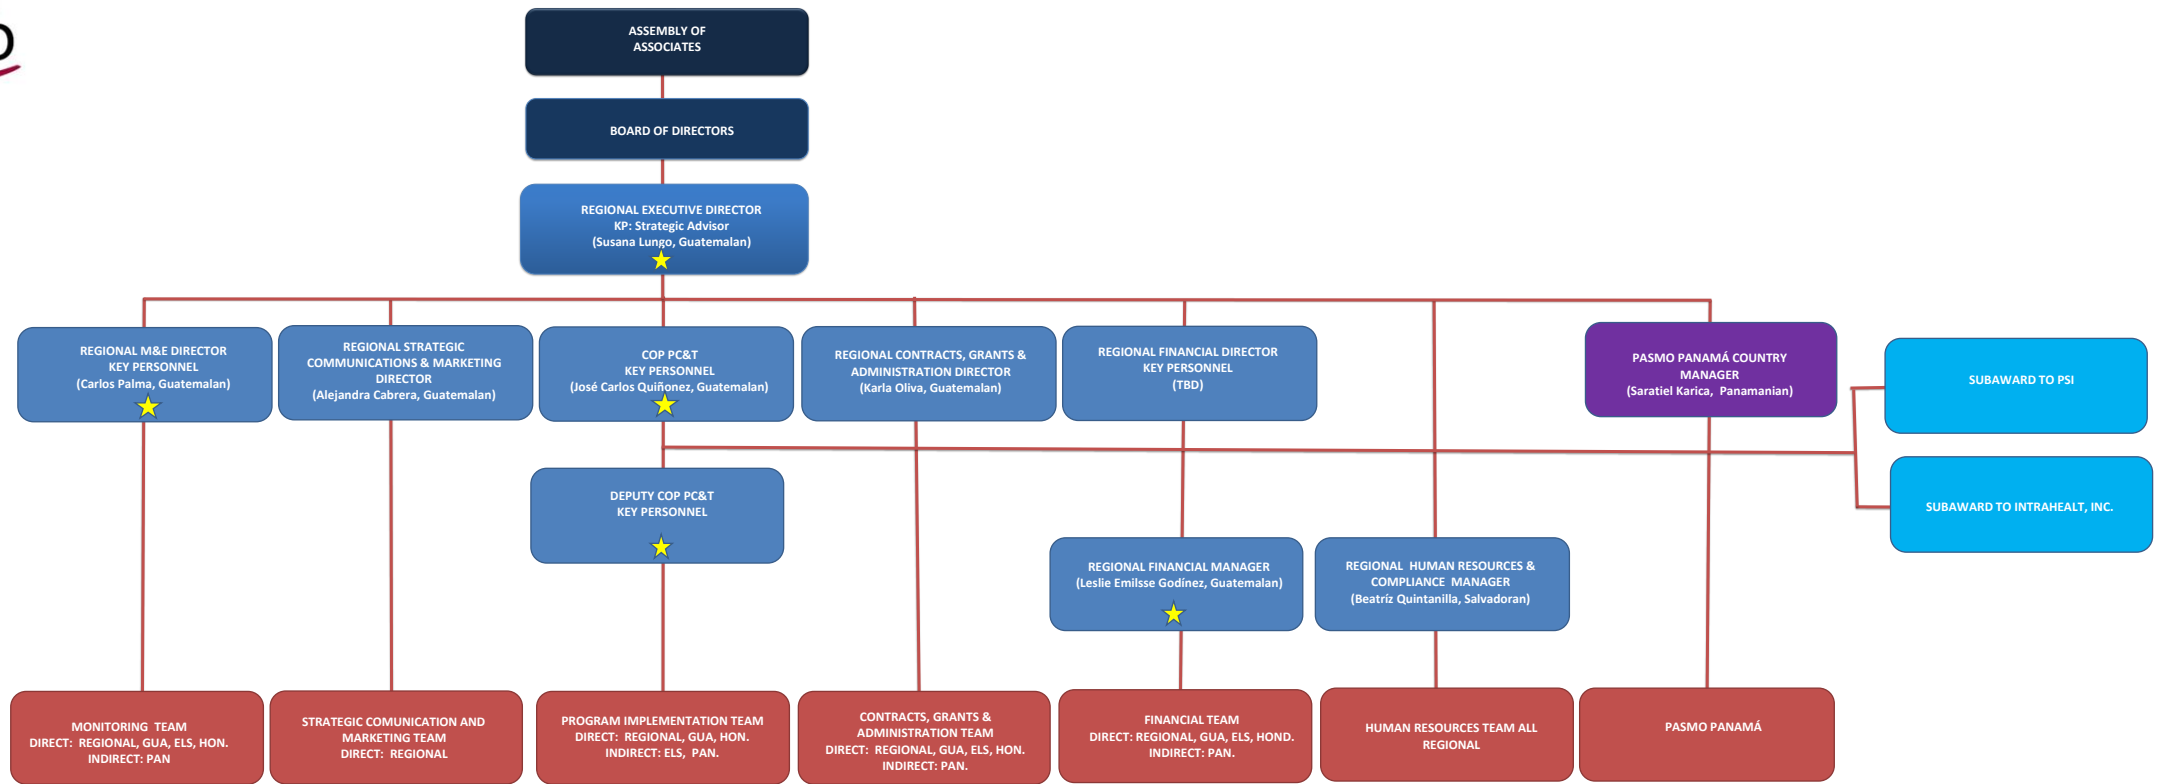 ASSEMBLY OF
ASSOCIATES
BOARD OF DIRECTORS
REGIONAL EXECUTIVE DIRECTOR
KP: Strategic Advisor
(Susana Lungo, Guatemalan)
REGIONAL M&E DIRECTOR
KEY PERSONNEL
(Carlos Palma, Guatemalan)
REGIONAL STRATEGIC
COMMUNICATIONS & MARKETING
DIRECTOR
(Alejandra Cabrera, Guatemalan)
COP PC&T
KEY PERSONNEL
(José Carlos Quiñonez, Guatemalan)
REGIONAL CONTRACTS, GRANTS &
ADMINISTRATION DIRECTOR
(Karla Oliva, Guatemalan)
REGIONAL FINANCIAL DIRECTOR
KEY PERSONNEL
(TBD)
PASMO PANAMÁ COUNTRY
MANAGER
(Saratiel Karica, Panamanian)
SUBAWARD TO PSI
SUBAWARD TO INTRAHEALT, INC.
DEPUTY COP PC&T
KEY PERSONNEL
REGIONAL FINANCIAL MANAGER
(Leslie Emilsse Godínez, Guatemalan)
REGIONAL HUMAN RESOURCES &
COMPLIANCE MANAGER
(Beatríz Quintanilla, Salvadoran)
MONITORING TEAM
DIRECT: REGIONAL, GUA, ELS, HON.
INDIRECT: PAN
STRATEGIC COMUNICATION AND
MARKETING TEAM
DIRECT: REGIONAL
PROGRAM IMPLEMENTATION TEAM
DIRECT: REGIONAL, GUA, HON.
INDIRECT: ELS, PAN.
CONTRACTS, GRANTS &
ADMINISTRATION TEAM
DIRECT: REGIONAL, GUA, ELS, HON.
INDIRECT: PAN.
FINANCIAL TEAM
DIRECT: REGIONAL, GUA, ELS, HOND.
INDIRECT: PAN.
HUMAN RESOURCES TEAM ALL
REGIONAL
PASMO PANAMÁ